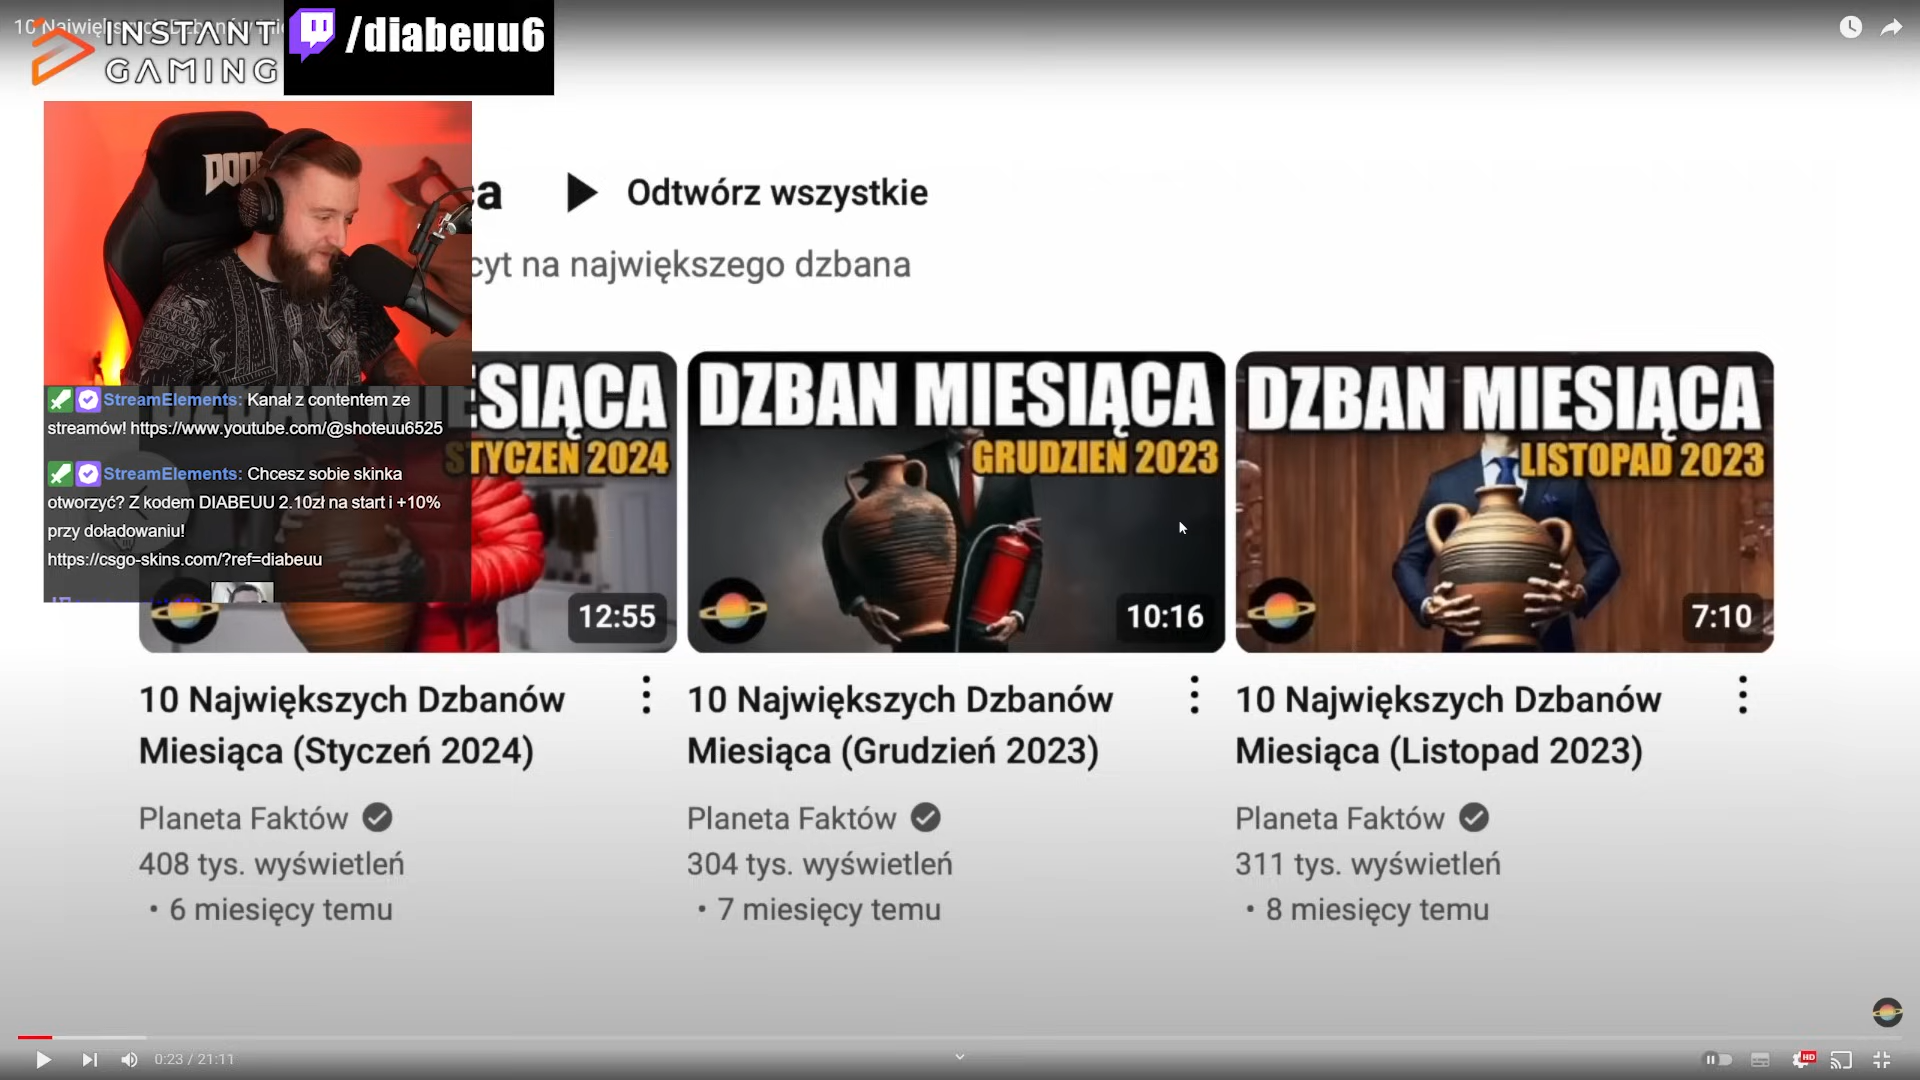 INSTANT
GAMING
/diabeuu6
DOOM
Odtwórz wszystkie
cyt na największego dzbana
StreamElements: Kanał z contentem ze
streamów! https://www.youtube.com/@shoteuu6525
StreamElements: Chcesz sobie skinka
otworzyć? Z kodem DIABEUU 2.10zł na start i +10%
przy doładowaniu!
https://csgo-skins.com/?ref=diabeuu
ESIĄCA
STYCZEŃ 2024
12:55
DZBAN MIESIĄCA
GRUDZIEŃ 2023
10:16
DZBAN MIESIĄCA
LISTOPAD 2023
7:10
10 Największych Dzbanów
Miesiąca (Styczeń 2024)
Planeta Faktów
408 tys. wyświetleń
• 6 miesięcy temu
10 Największych Dzbanów
Miesiąca (Grudzień 2023)
Planeta Faktów
304 tys. wyświetleń
• 7 miesięcy temu
10 Największych Dzbanów
Miesiąca (Listopad 2023)
Planeta Faktów
311 tys. wyświetleń
• 8 miesięcy temu
0:23 / 21:11
HD